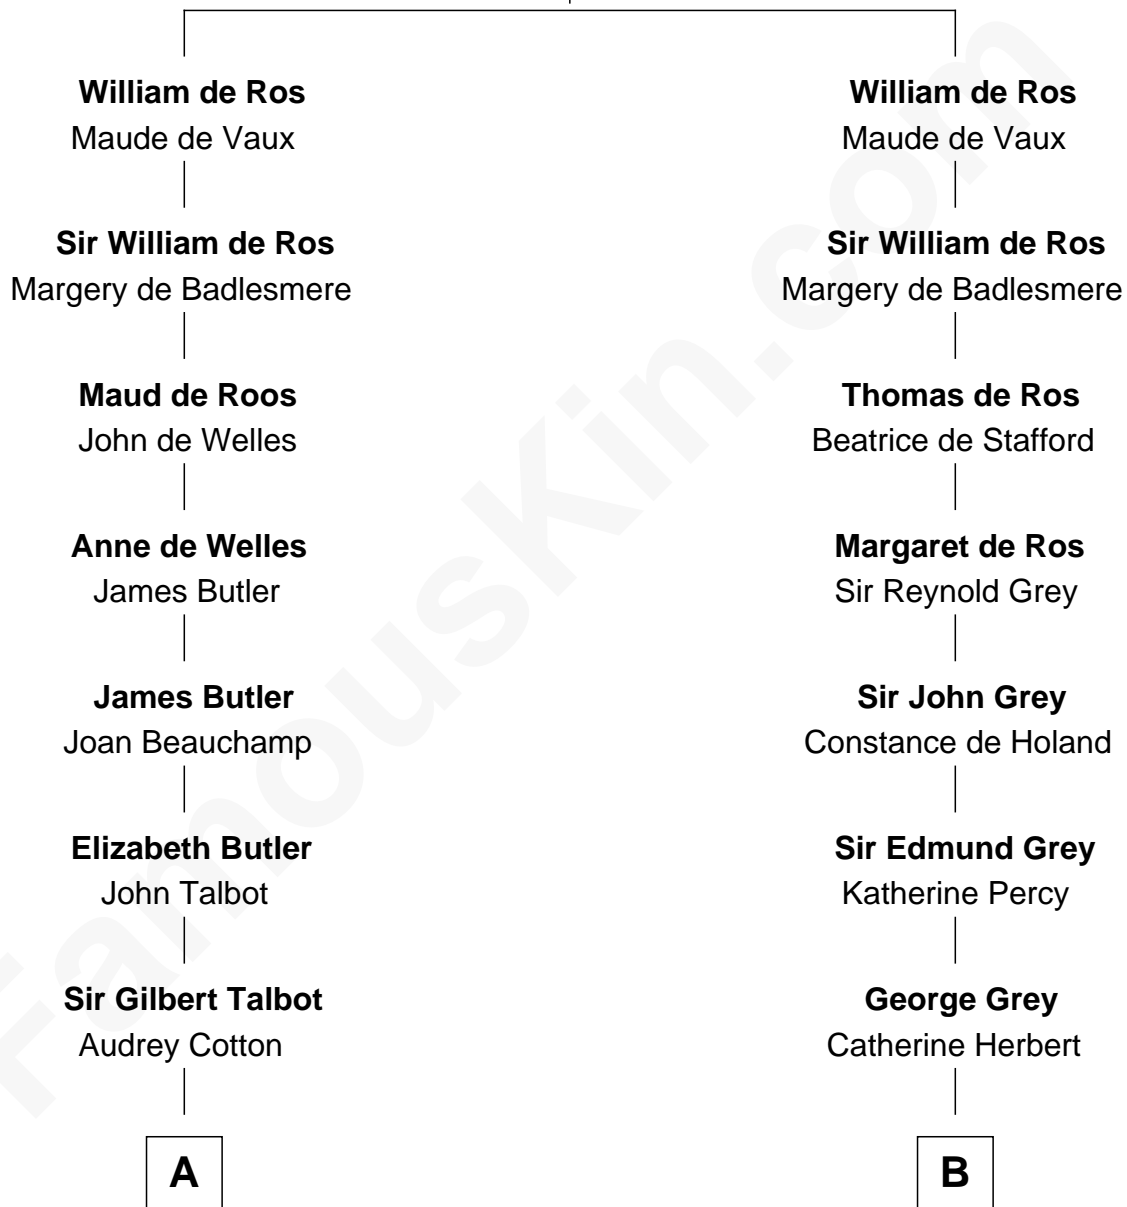 William de Ros
Maude de Vaux
Sir William de Ros
Margery de Badlesmere
Maud de Roos
John de Welles
Anne de Welles
James Butler
James Butler
Joan Beauchamp
Elizabeth Butler
John Talbot
Sir Gilbert Talbot
Audrey Cotton
A
William de Ros
Maude de Vaux
Sir William de Ros
Margery de Badlesmere
Thomas de Ros
Beatrice de Stafford
Margaret de Ros
Sir Reynold Grey
Sir John Grey
Constance de Holand
Sir Edmund Grey
Katherine Percy
George Grey
Catherine Herbert
B
FamousKin.com